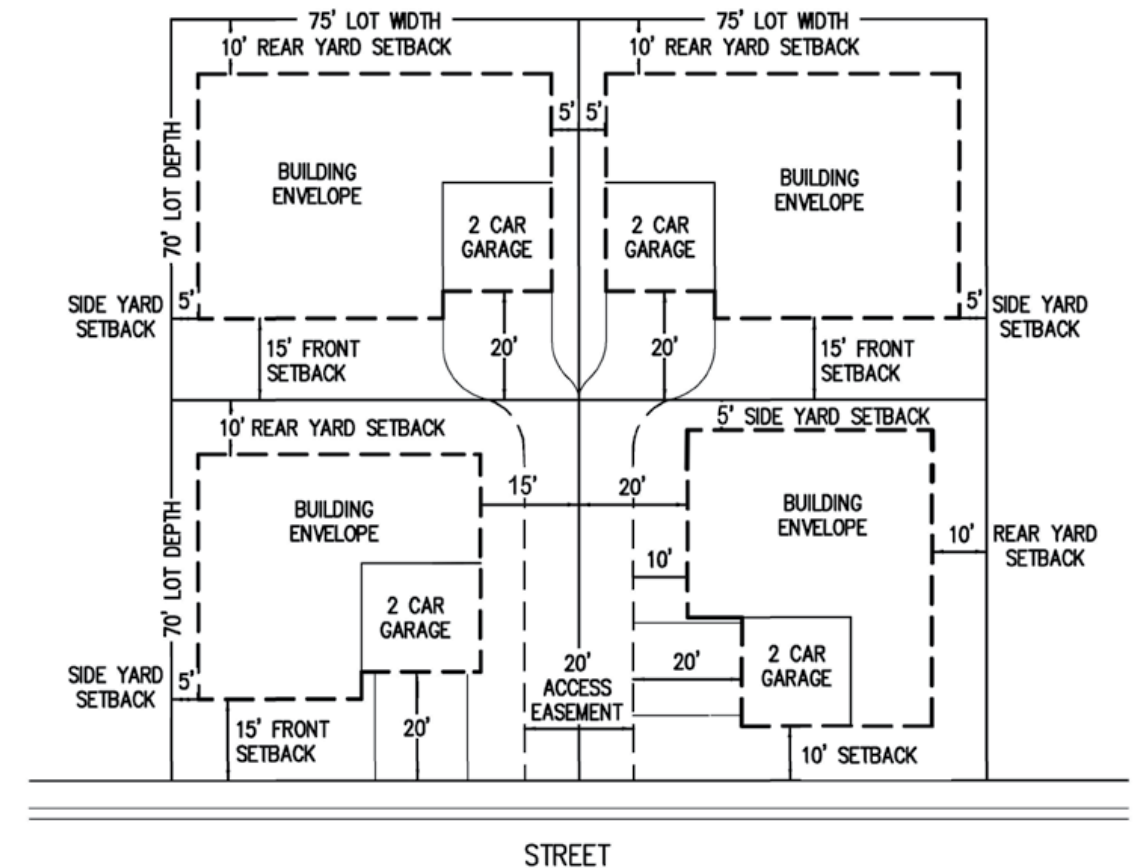 75' LOT WIDTH
75' LOT WIDTH
10' REAR YARD SETBACK
10' REAR YARD SETBACK
5'
5'
70' LOT DEPTH
BUILDING
ENVELOPE
BUILDING
ENVELOPE
2 CAR
GARAGE
2 CAR
GARAGE
SIDE YARD
SETBACK
5'
5'
SIDE YARD
SETBACK
15' FRONT
SETBACK
20'
20'
15' FRONT
SETBACK
10' REAR YARD SETBACK
5' SIDE YARD SETBACK
15'
20'
70' LOT DEPTH
BUILDING
ENVELOPE
BUILDING
ENVELOPE
10'
REAR YARD
SETBACK
10'
2 CAR
GARAGE
20'
ACCESS
EASEMENT
20'
2 CAR
GARAGE
SIDE YARD
SETBACK
5'
15' FRONT
SETBACK
20'
10' SETBACK
STREET